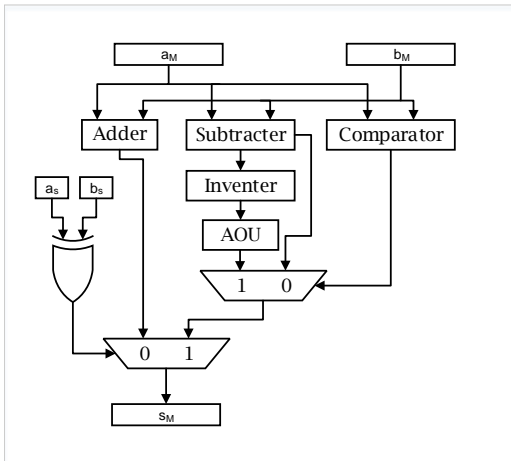 aM bM
Adder Subtracter Comparator
as bs
Inventer
AOU
1 0
0 1
sM